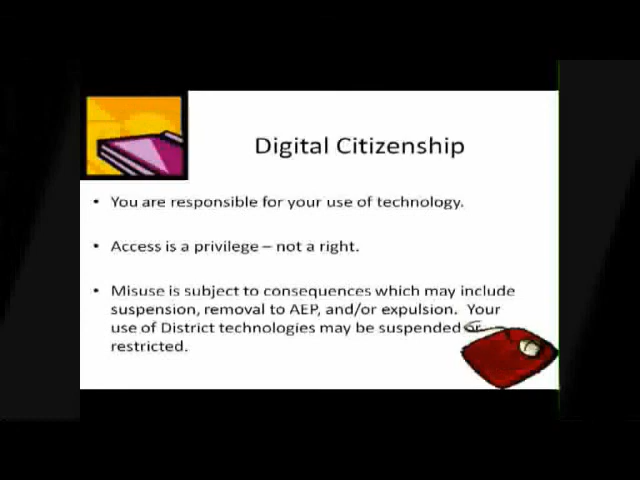 Digital Citizenship
• You are responsible for your use of technology.
• Access is a privilege – not a right.
• Misuse is subject to consequences which may include
suspension, removal to AEP, and/or expulsion. Your
use of District technologies may be suspended or
restricted.